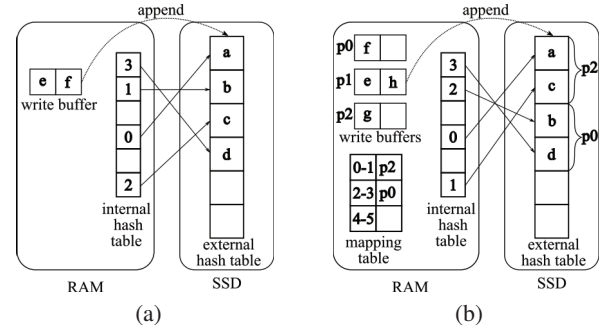 append
e f
write buffer
3
1
0
2
internal
hash
table
a
b
c
d
external
hash table
RAM
SSD
(a)
append
p0 f
p1 e h
p2 g
write buffers
0-1 p2
2-3 p0
4-5
mapping
table
3
2
0
1
internal
hash
table
a
c
b
d
p2
p0
external
hash table
RAM
SSD
(b)